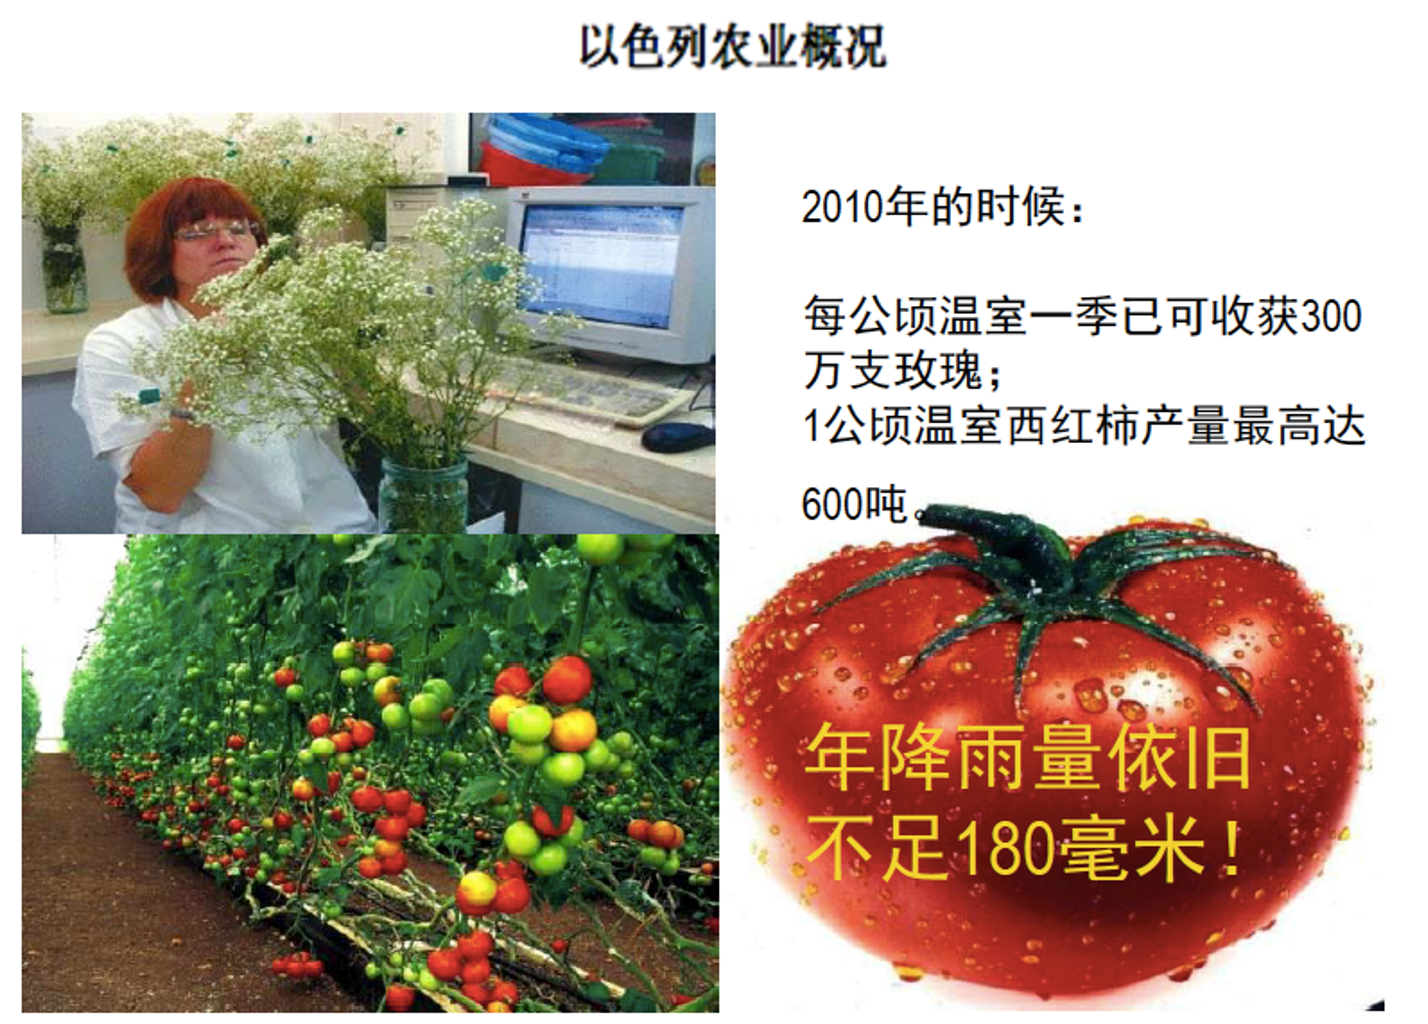 以色列农业概况
2010年的时候：
每公顷温室一季已可收获300
万支玫瑰；
1公顷温室西红柿产量最高达
600吨。
年降雨量依旧
不足180毫米！